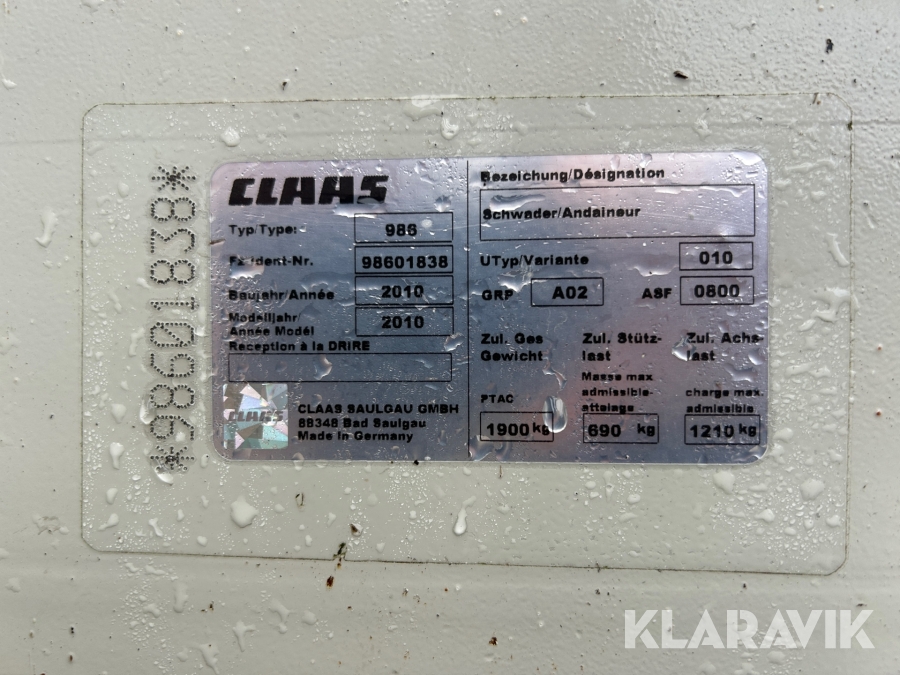 *98601838*
CLAAS
Typ/Type: 986
Fz.Ident-Nr. 98601838
Baujahr/Année 2010
Modelljahr/
Année Modél 2010
Reception à la DRIRE
CLAAS
CLAAS SAULGAU GMBH
88348 Bad Saulgau
Made in Germany
Bezeichung/Désignation
Schwader/Andaineur
UTyp/Variante 010
GRP A02 ASF 0800
Zul. Ges Zul. Stütz- Zul. Achs-
Gewicht last last
Masse max
PTAC admissible- charge max.
attelage admissible
1900 kg 690 kg 1210 kg
KLARAVIK